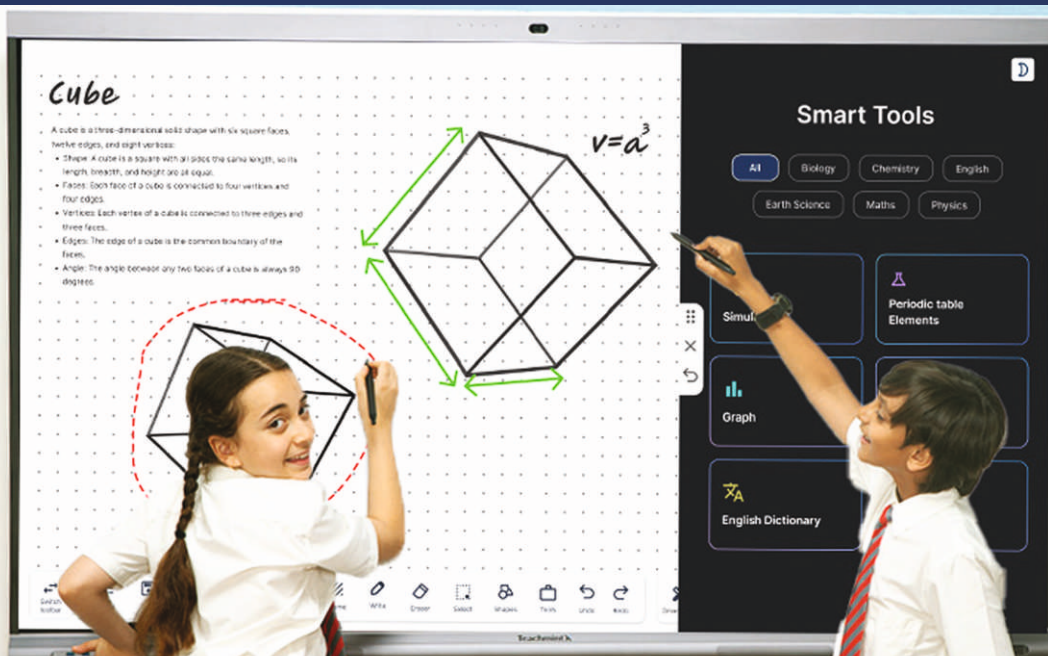 Cube
A cube is a three-dimensional solid shape with six square faces,
twelve edges, and eight vertices:
• Shape: A cube is a square with all sides the same length, so its
length, breadth, and height are all equal.
• Faces: Each face of a cube is connected to four vertices and
four edges.
• Vertices: Each vertex of a cube is connected to three edges and
three faces.
• Edges: The edge of a cube is the common boundary of the
faces.
• Angle: The angle between any two faces of a cube is always 90
degrees.
v=a³
Smart Tools
All
Biology
Chemistry
English
Earth Science
Maths
Physics
Periodic table
Elements
Graph
English Dictionary
Switch
toolbar
Write
Eraser
Select
Shapes
Tools
Undo
Redo
Teachmint X